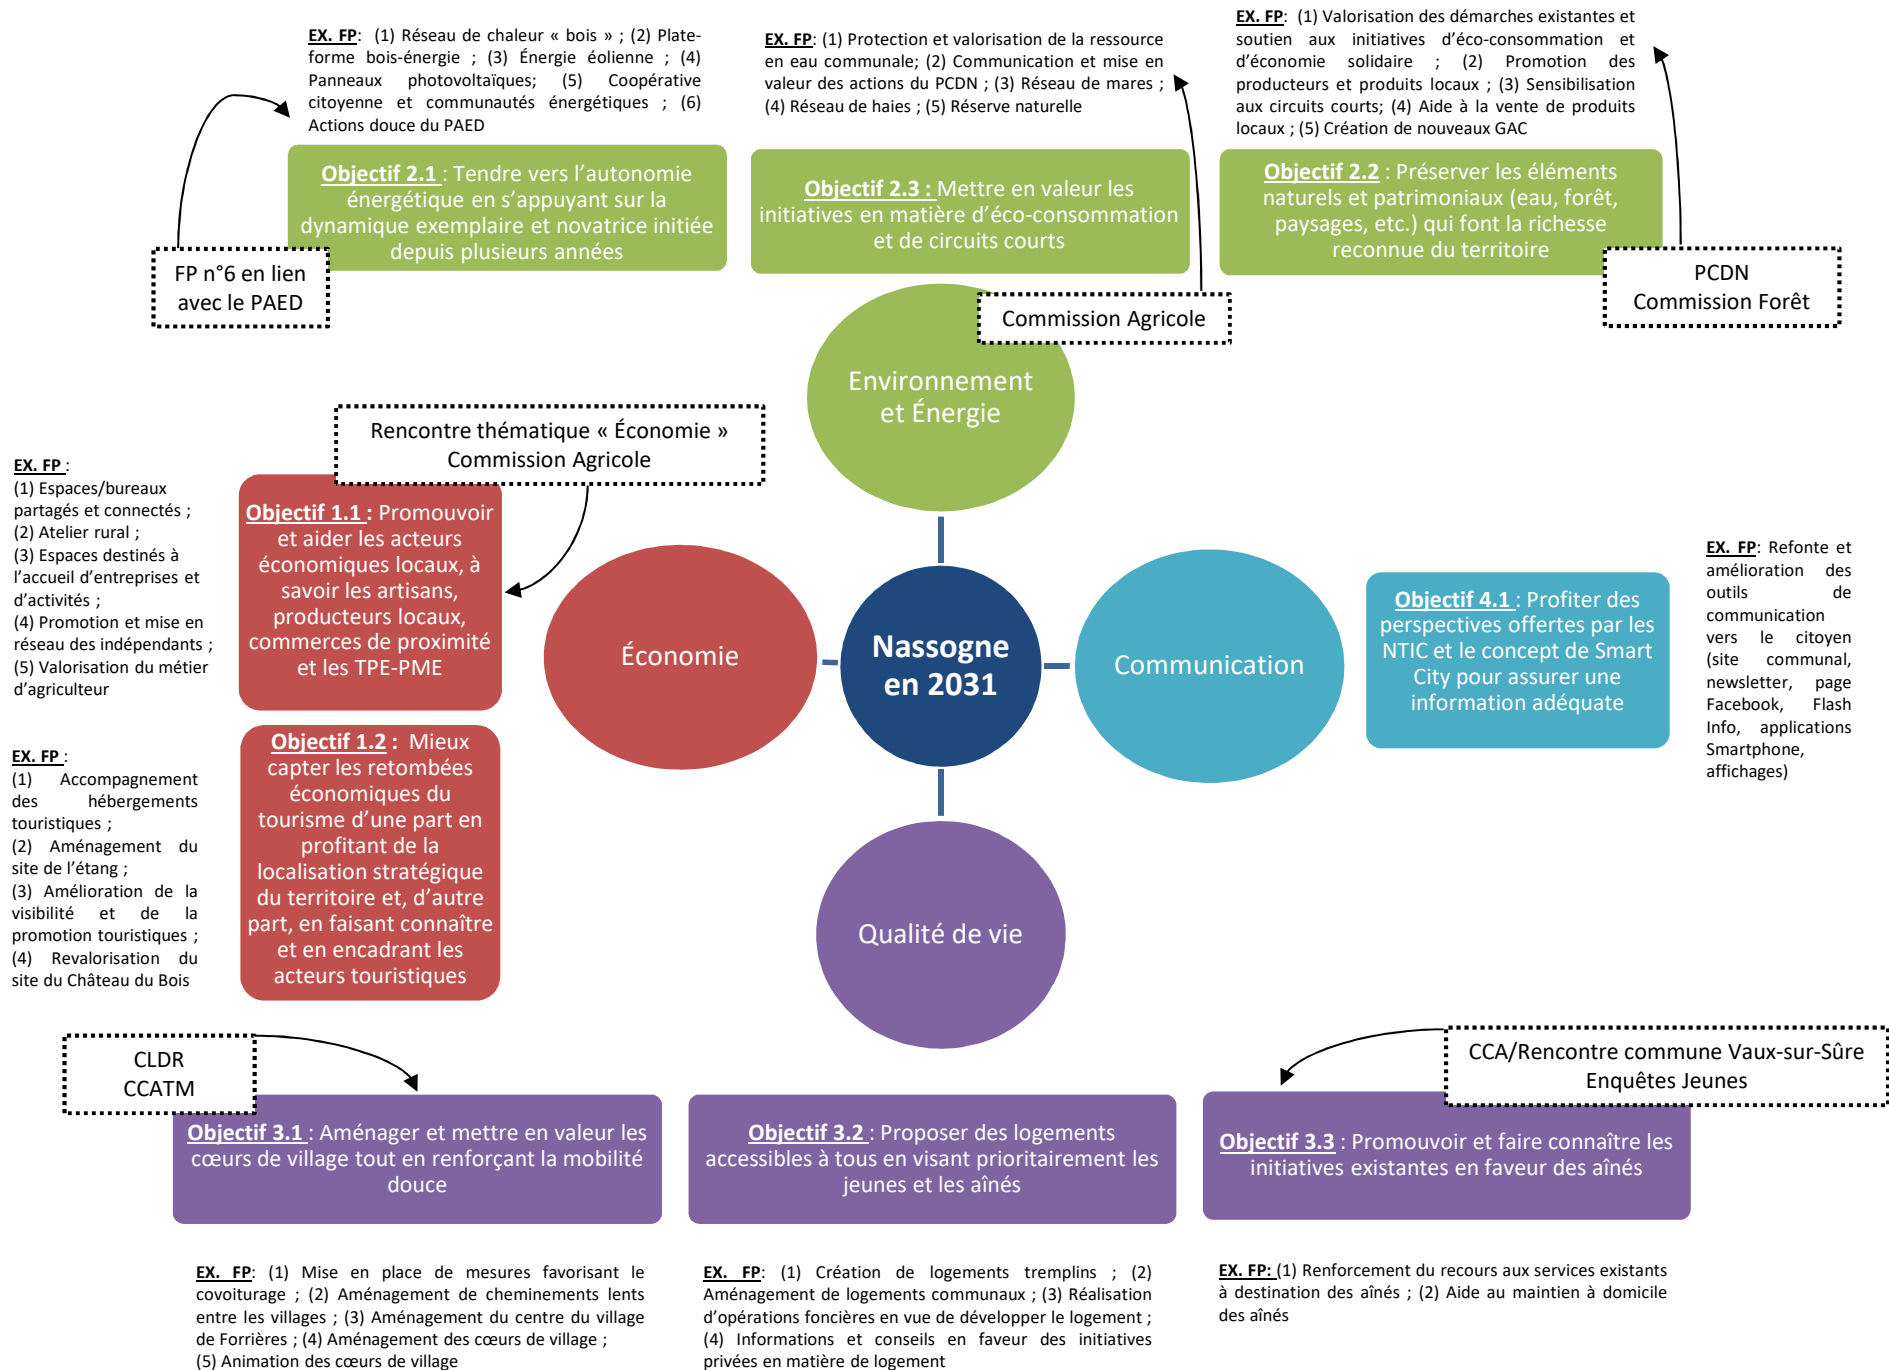 EX. FP: (1) Réseau de chaleur « bois » ; (2) Plate-
forme bois-énergie ; (3) Énergie éolienne ; (4)
Panneaux photovoltaïques; (5) Coopérative
citoyenne et communautés énergétiques ; (6)
Actions douce du PAED
EX. FP: (1) Protection et valorisation de la ressource
en eau communale; (2) Communication et mise en
valeur des actions du PCDN ; (3) Réseau de mares ;
(4) Réseau de haies ; (5) Réserve naturelle
EX. FP: (1) Valorisation des démarches existantes et
soutien aux initiatives d'éco-consommation et
d'économie solidaire ; (2) Promotion des
producteurs et produits locaux ; (3) Sensibilisation
aux circuits courts; (4) Aide à la vente de produits
locaux ; (5) Création de nouveaux GAC
Objectif 2.1 : Tendre vers l'autonomie
énergétique en s'appuyant sur la
dynamique exemplaire et novatrice initiée
depuis plusieurs années
Objectif 2.3 : Mettre en valeur les
initiatives en matière d'éco-consommation
et de circuits courts
Objectif 2.2 : Préserver les éléments
naturels et patrimoniaux (eau, forêt,
paysages, etc.) qui font la richesse
reconnue du territoire
FP n°6 en lien
avec le PAED
Commission Agricole
PCDN
Commission Forêt
Environnement
et Énergie
Rencontre thématique « Économie »
Commission Agricole
EX. FP :
(1) Espaces/bureaux
partagés et connectés ;
(2) Atelier rural ;
(3) Espaces destinés à
l'accueil d'entreprises et
d'activités ;
(4) Promotion et mise en
réseau des indépendants ;
(5) Valorisation du métier
d'agriculteur
Objectif 1.1 : Promouvoir
et aider les acteurs
économiques locaux, à
savoir les artisans,
producteurs locaux,
commerces de proximité
et les TPE-PME
Économie
Nassogne
en 2031
Communication
Objectif 4.1 : Profiter des
perspectives offertes par les
NTIC et le concept de Smart
City pour assurer une
information adéquate
EX. FP: Refonte et
amélioration des
outils de
communication
vers le citoyen
(site communal,
newsletter, page
Facebook, Flash
Info, applications
Smartphone,
affichages)
EX. FP :
(1) Accompagnement
des hébergements
touristiques ;
(2) Aménagement du
site de l'étang ;
(3) Amélioration de la
visibilité et de la
promotion touristiques ;
(4) Revalorisation du
site du Château du Bois
Objectif 1.2 : Mieux
capter les retombées
économiques du
tourisme d'une part en
profitant de la
localisation stratégique
du territoire et, d'autre
part, en faisant connaître
et en encadrant les
acteurs touristiques
Qualité de vie
CLDR
CCATM
CCA/Rencontre commune Vaux-sur-Sûre
Enquêtes Jeunes
Objectif 3.1 : Aménager et mettre en valeur les
cœurs de village tout en renforçant la mobilité
douce
Objectif 3.2 : Proposer des logements
accessibles à tous en visant prioritairement les
jeunes et les aînés
Objectif 3.3 : Promouvoir et faire connaître les
initiatives existantes en faveur des aînés
EX. FP: (1) Mise en place de mesures favorisant le
covoiturage ; (2) Aménagement de cheminements lents
entre les villages ; (3) Aménagement du centre du village
de Forrières ; (4) Aménagement des cœurs de village ;
(5) Animation des cœurs de village
EX. FP: (1) Création de logements tremplins ; (2)
Aménagement de logements communaux ; (3) Réalisation
d'opérations foncières en vue de développer le logement ;
(4) Informations et conseils en faveur des initiatives
privées en matière de logement
EX. FP: (1) Renforcement du recours aux services existants
à destination des aînés ; (2) Aide au maintien à domicile
des aînés